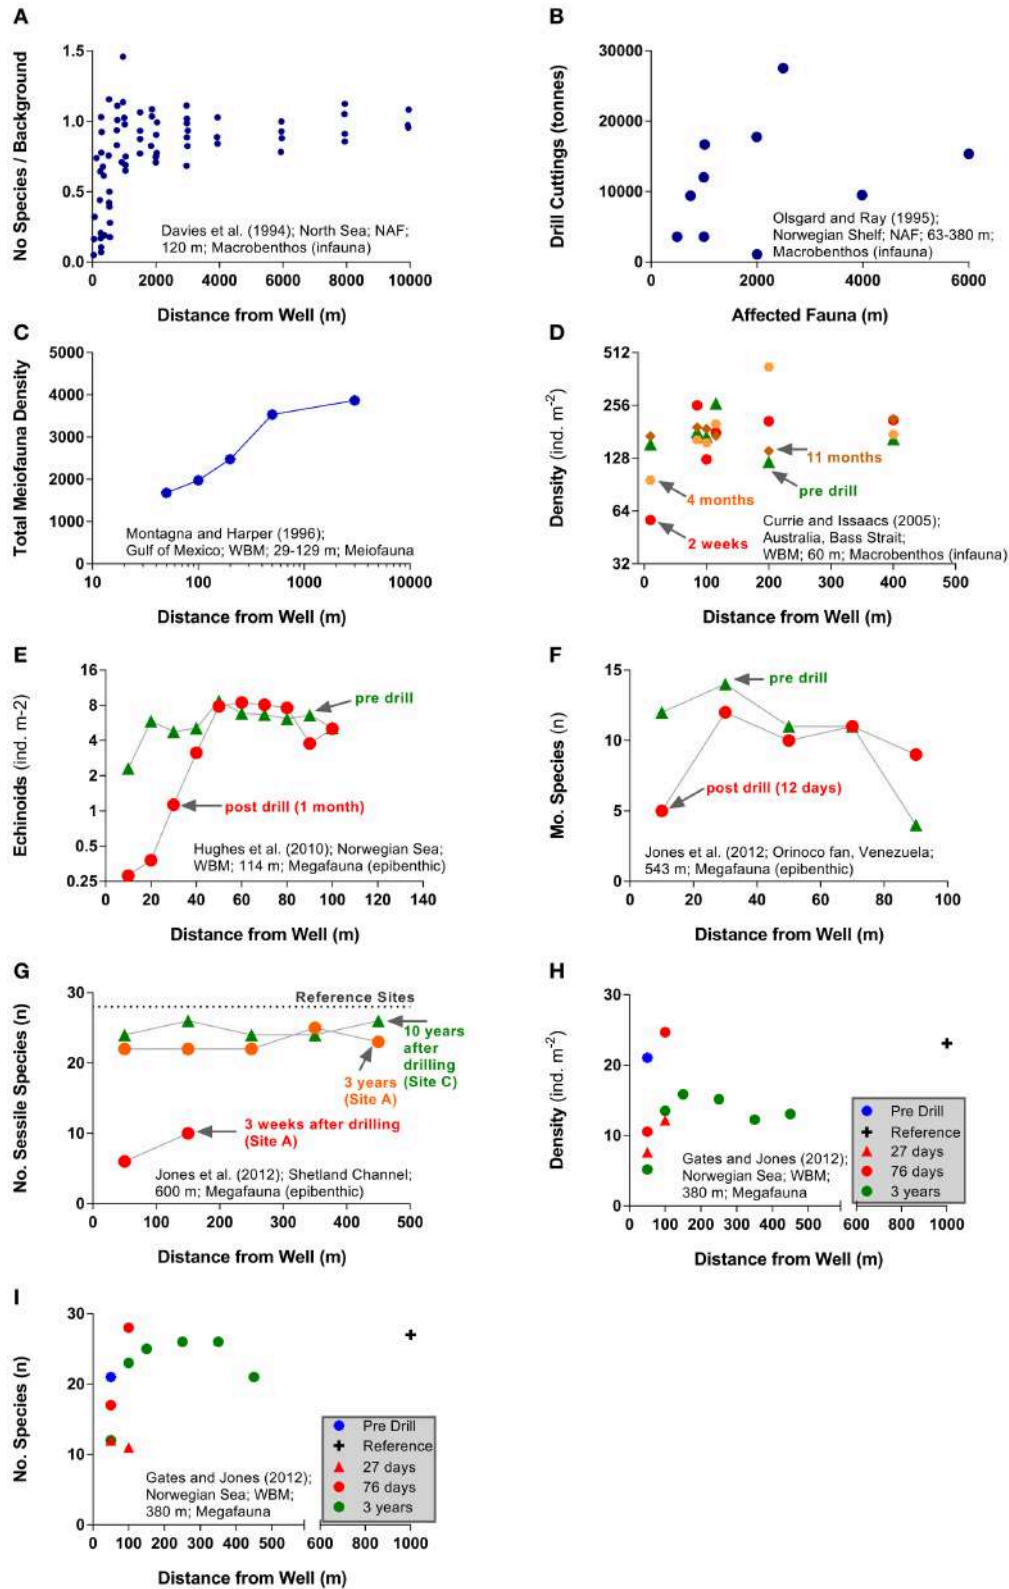 A
No Species / Background
1.5
1.0
0.5
0.0
0 2000 4000 6000 8000 10000
Davies et al. (1994); North Sea; NAF;
120 m; Macrobenthos (infauna)
Distance from Well (m)
B
Drill Cuttings (tonnes)
30000
20000
10000
0
0 2000 4000 6000
Olsgard and Ray (1995);
Norwegian Shelf; NAF; 63-380 m;
Macrobenthos (infauna)
Affected Fauna (m)
C
Total Meiofauna Density
5000
4000
3000
2000
1000
0
10 100 1000 10000
Montagna and Harper (1996);
Gulf of Mexico; WBM; 29-129 m; Meiofauna
Distance from Well (m)
D
Density (ind. m-2)
512
256
128
64
32
0 100 200 300 400 500
11 months
pre drill
4 months
2 weeks
Currie and Issaacs (2005);
Australia, Bass Strait;
WBM; 60 m; Macrobenthos (infauna)
Distance from Well (m)
E
Echinoids (ind. m-2)
16
8
4
2
1
0.5
0.25
0 20 40 60 80 100 120 140
pre drill
post drill (1 month)
Hughes et al. (2010); Norwegian Sea;
WBM; 114 m; Megafauna (epibenthic)
Distance from Well (m)
F
Mo. Species (n)
15
10
5
0
0 20 40 60 80 100
pre drill
post drill (12 days)
Jones et al. (2012; Orinoco fan, Venezuela;
543 m; Megafauna (epibenthic)
Distance from Well (m)
G
No. Sessile Species (n)
30
20
10
0
0 100 200 300 400 500
Reference Sites
10 years
after
drilling
(Site C)
3 years
(Site A)
3 weeks after drilling
(Site A)
Jones et al. (2012); Shetland Channel;
600 m; Megafauna (epibenthic)
Distance from Well (m)
H
Density (ind. m-2)
30
20
10
0
0 100 200 300 400 500 600 800 1000
Pre Drill
Reference
27 days
76 days
3 years
Gates and Jones (2012);
Norwegian Sea; WBM;
380 m; Megafauna
Distance from Well (m)
I
No. Species (n)
30
20
10
0
0 100 200 300 400 500 600 800 1000
Pre Drill
Reference
27 days
76 days
3 years
Gates and Jones (2012);
Norwegian Sea; WBM;
380 m; Megafauna
Distance from Well (m)